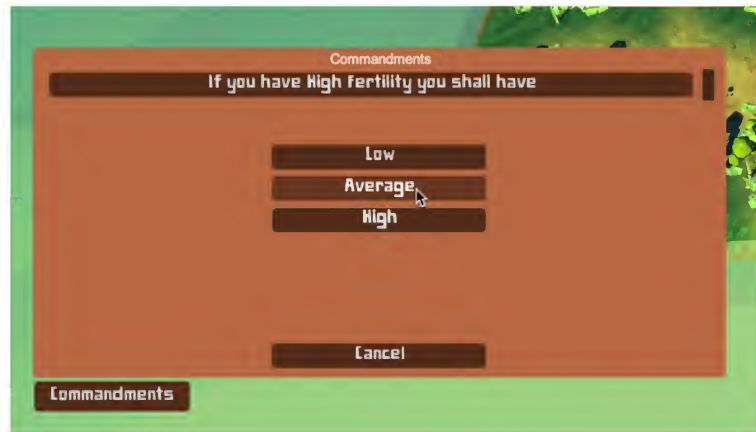 Commandments
If you have High Fertility you shall have
Low
Average
High
Cancel
Commandments